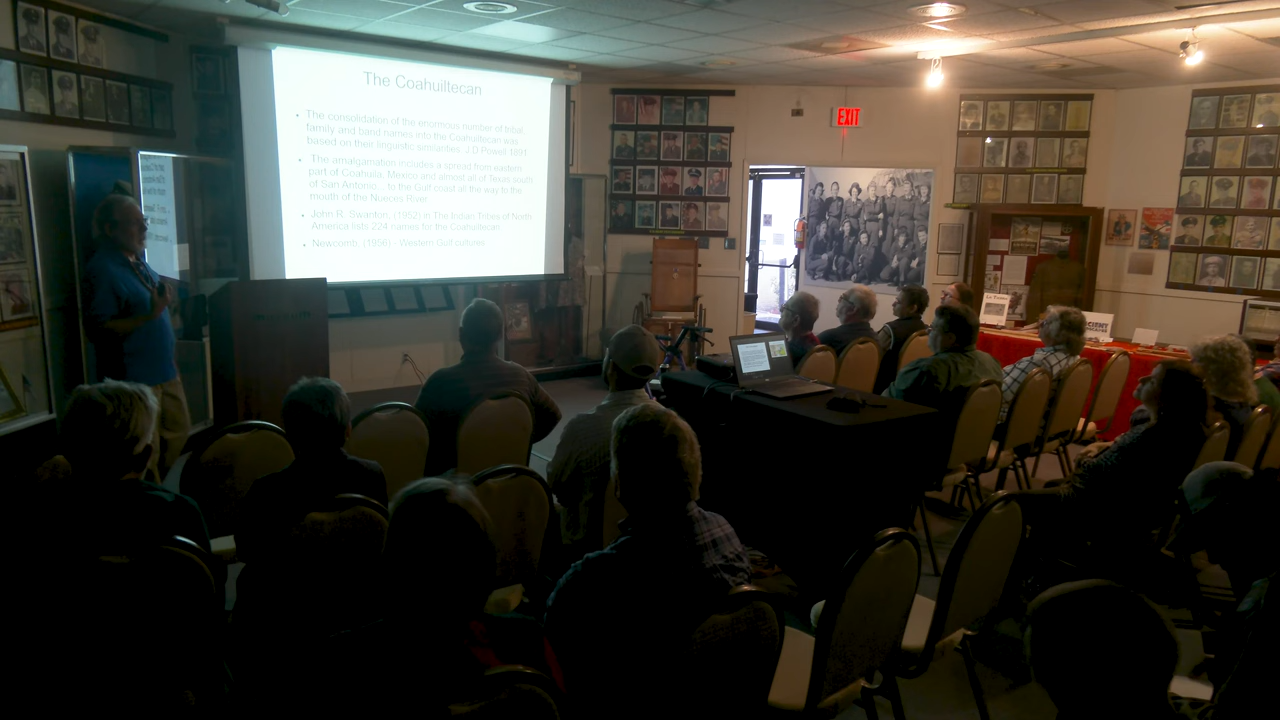 The Coahuiltecan
• The consolidation of the enormous number of tribal,
family and band names into the Coahuiltecan was
based on their linguistic similarities. J.D Powell 1891
• The amalgamation includes a spread from eastern
part of Coahuila, Mexico and almost all of Texas south
of San Antonio... to the Gulf coast all the way to the
mouth of the Nueces River.
• John R. Swanton, (1952) in The Indian Tribes of North
America lists 224 names for the Coahuiltecan
• Newcomb, (1956) - Western Gulf cultures
EXIT